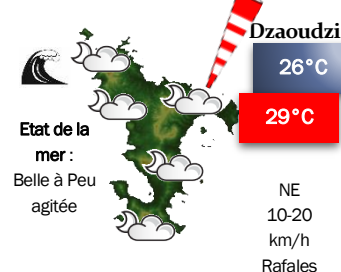 Dzaoudzi
26°C
29°C
Etat de la
mer :
Belle à Peu
agitée
NE
10-20
km/h
Rafales